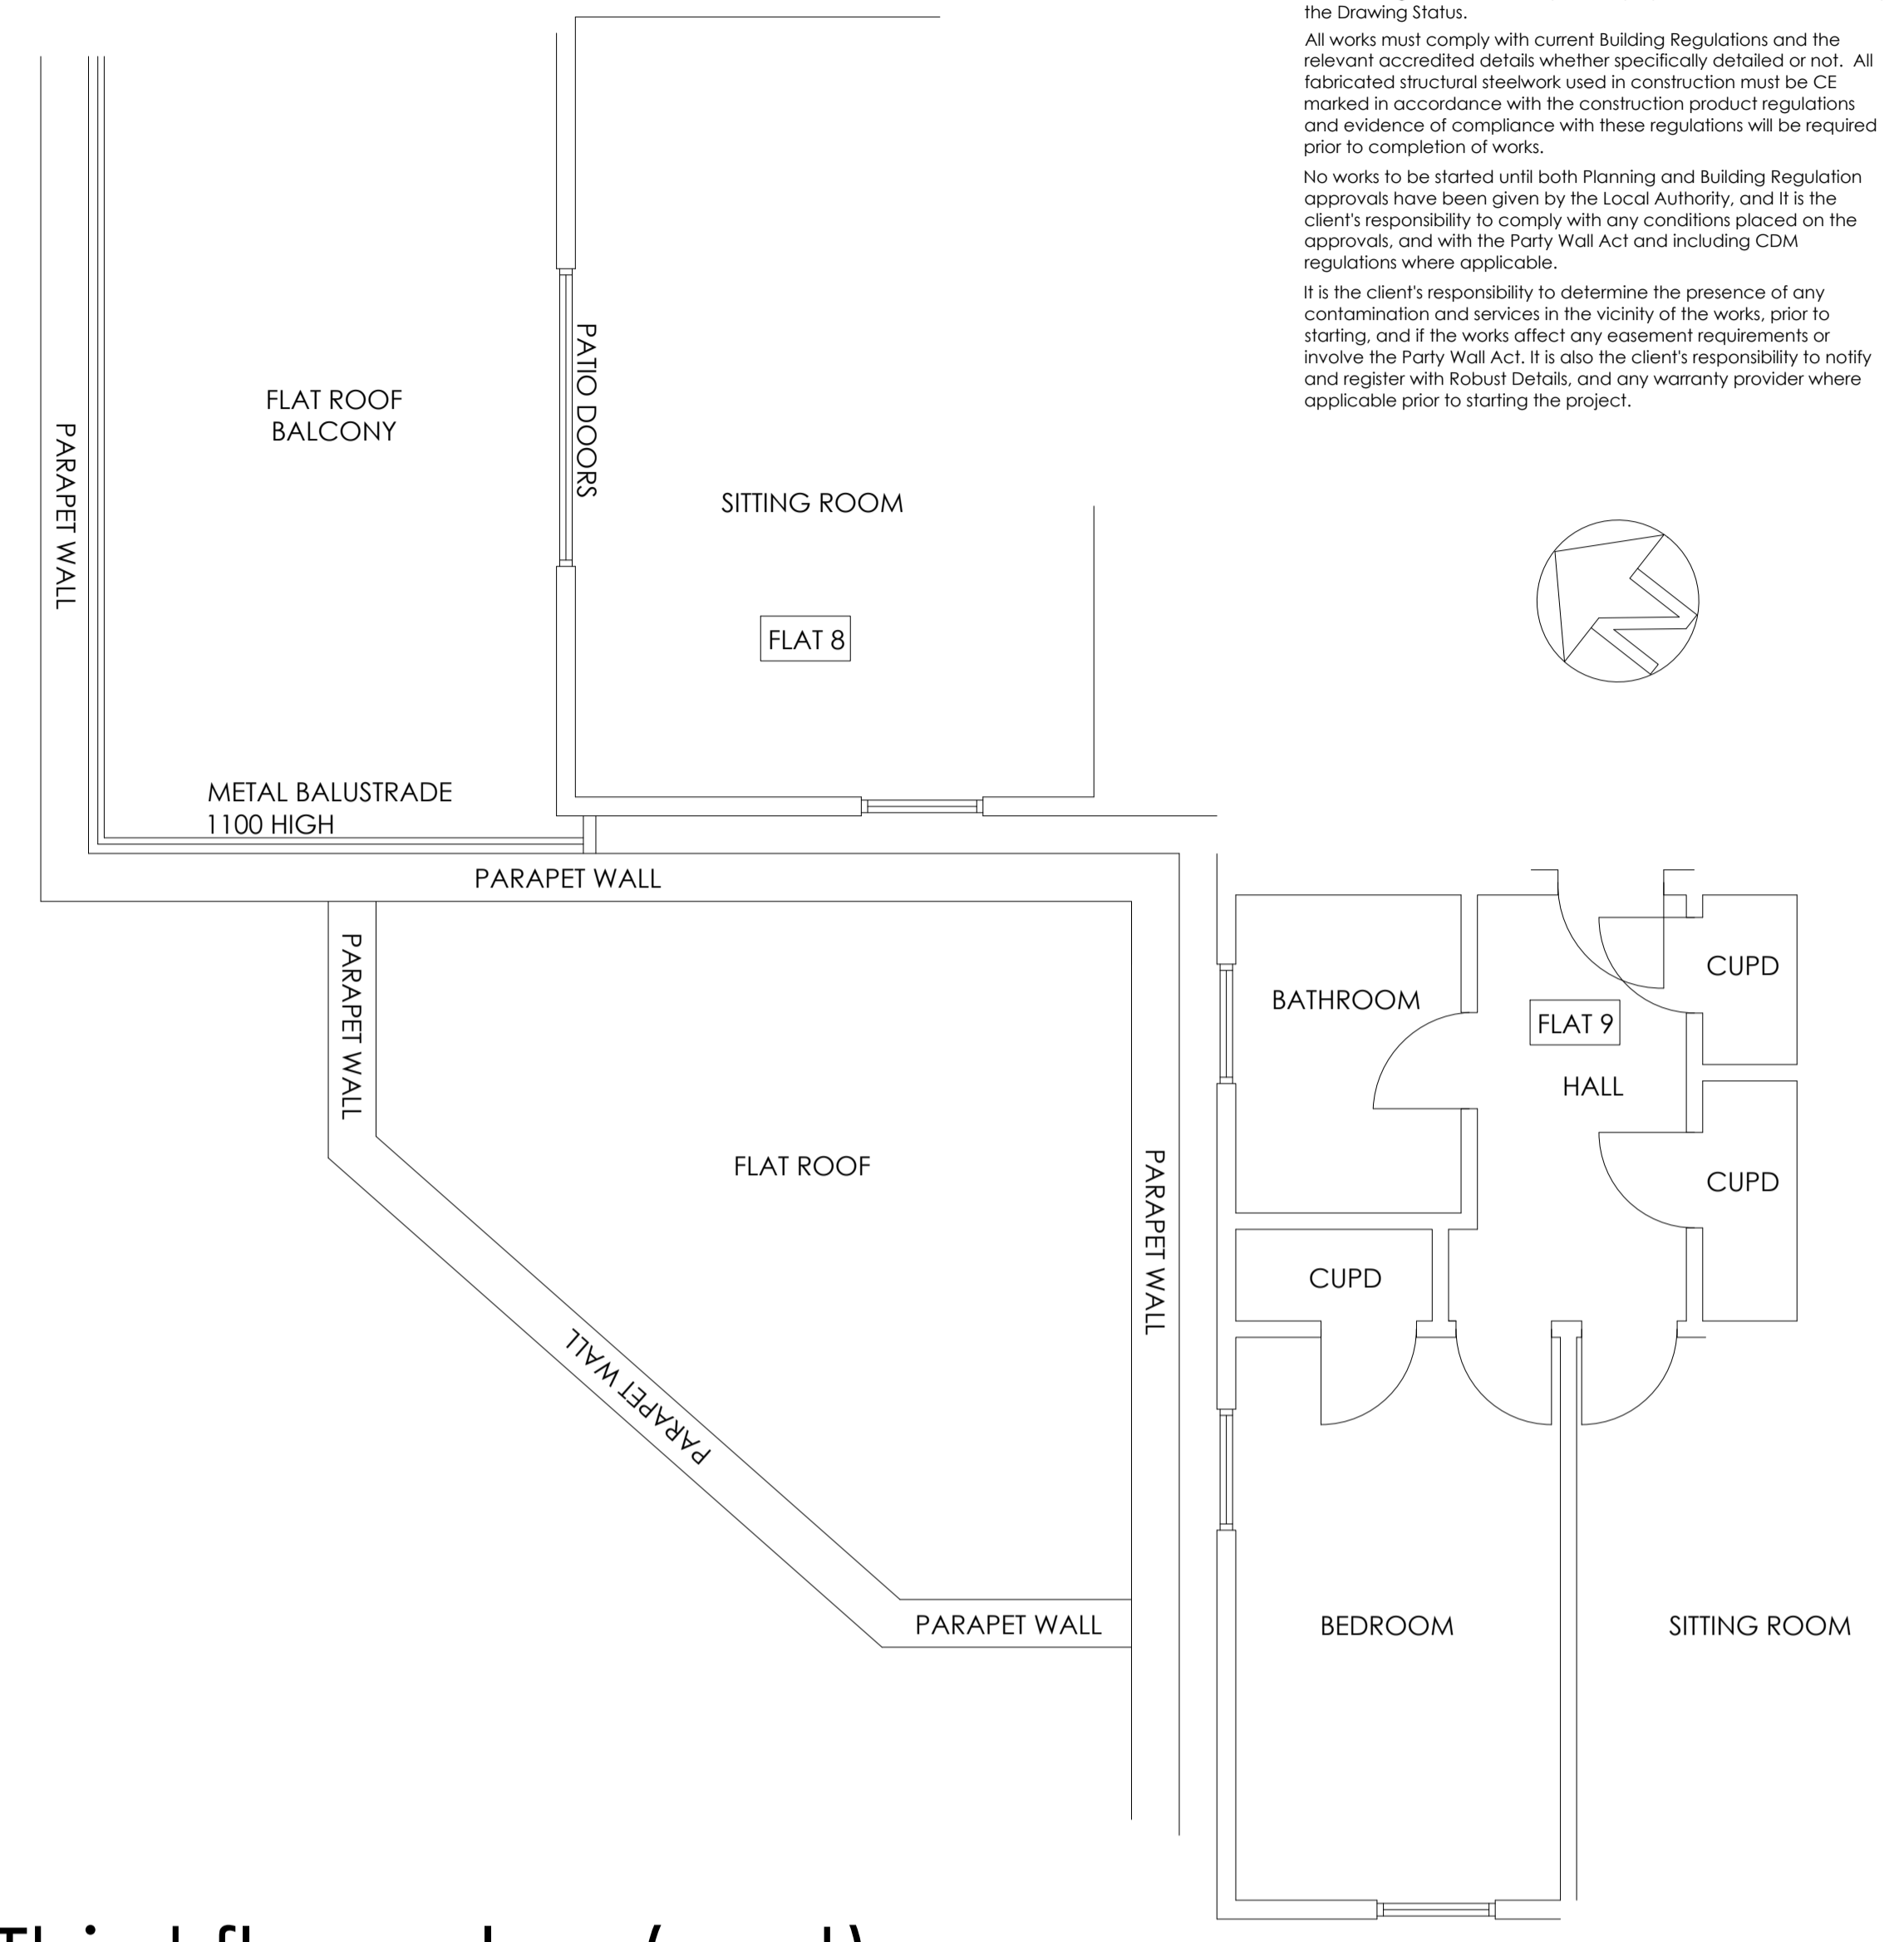 the Drawing Status.
All works must comply with current Building Regulations and the
relevant accredited details whether specifically detailed or not. All
fabricated structural steelwork used in construction must be CE
marked in accordance with the construction product regulations
and evidence of compliance with these regulations will be required
prior to completion of works.
No works to be started until both Planning and Building Regulation
approvals have been given by the Local Authority, and It is the
client's responsibility to comply with any conditions placed on the
approvals, and with the Party Wall Act and including CDM
regulations where applicable.
It is the client's responsibility to determine the presence of any
contamination and services in the vicinity of the works, prior to
starting, and if the works affect any easement requirements or
involve the Party Wall Act. It is also the client's responsibility to notify
and register with Robust Details, and any warranty provider where
applicable prior to starting the project.
PATIO DOORS
FLAT ROOF
BALCONY
PARAPET WALL
SITTING ROOM
FLAT 8
METAL BALUSTRADE
1100 HIGH
PARAPET WALL
PARAPET WALL
BATHROOM
CUPD
FLAT 9
HALL
FLAT ROOF
PARAPET WALL
CUPD
CUPD
PARAPET WALL
PARAPET WALL
BEDROOM
SITTING ROOM